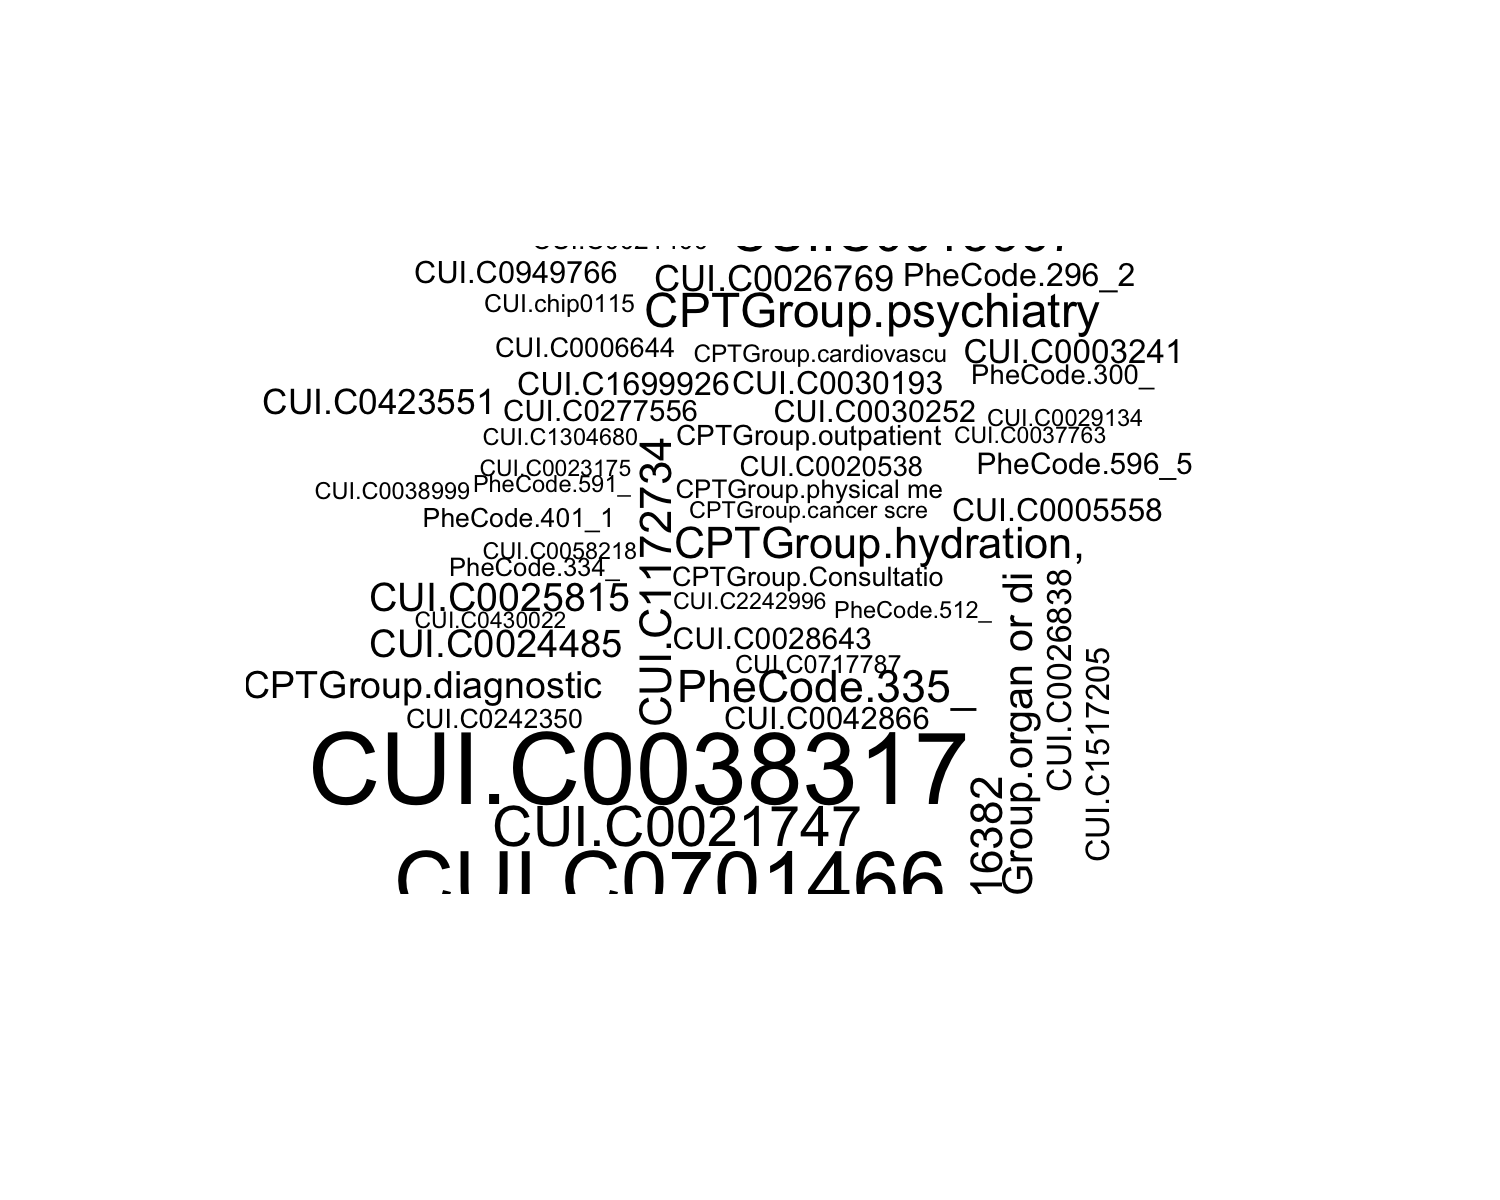 CUI.C0949766
CUI.C0026769
PheCode.296_2
CUI.chip0115
CPTGroup.psychiatry
CUI.C0006644
CPTGroup.cardiovascu
CUI.C0003241
PheCode.300_
CUI.C1699926
CUI.C0030193
CUI.C0423551
CUI.C0277556
CUI.C0030252
CUI.C0029134
CUI.C1304680
CPTGroup.outpatient
CUI.C0037763
CUI.C0023175
CUI.C0020538
PheCode.596_5
CUI.C0038999
PheCode.591_
CPTGroup.physical me
CPTGroup.cancer scre
CUI.C0005558
PheCode.401_1
CUI.C1172734
CPTGroup.hydration,
CUI.C0058218
PheCode.334_
CPTGroup.Consultatio
CUI.C0025815
CUI.C2242996
PheCode.512_
CUI.C0430022
CUI.C0024485
CUI.C0028643
CUI.C0717787
CPTGroup.diagnostic
PheCode.335_
CUI.C0242350
CUI.C0042866
CUI.C0038317
CUI.C0021747
CUI.C0701466
16382
Group.organ or di
CUI.C0026838
CUI.C1517205